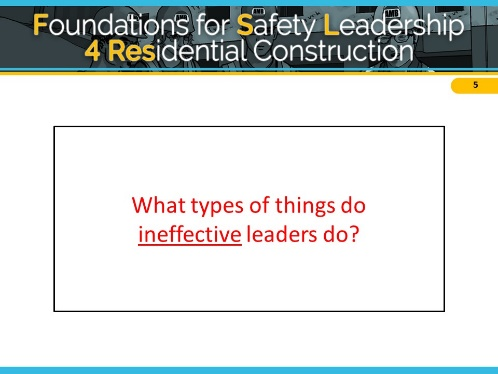 Foundations for Safety Leadership
4 Residential Construction
5
What types of things do
ineffective leaders do?